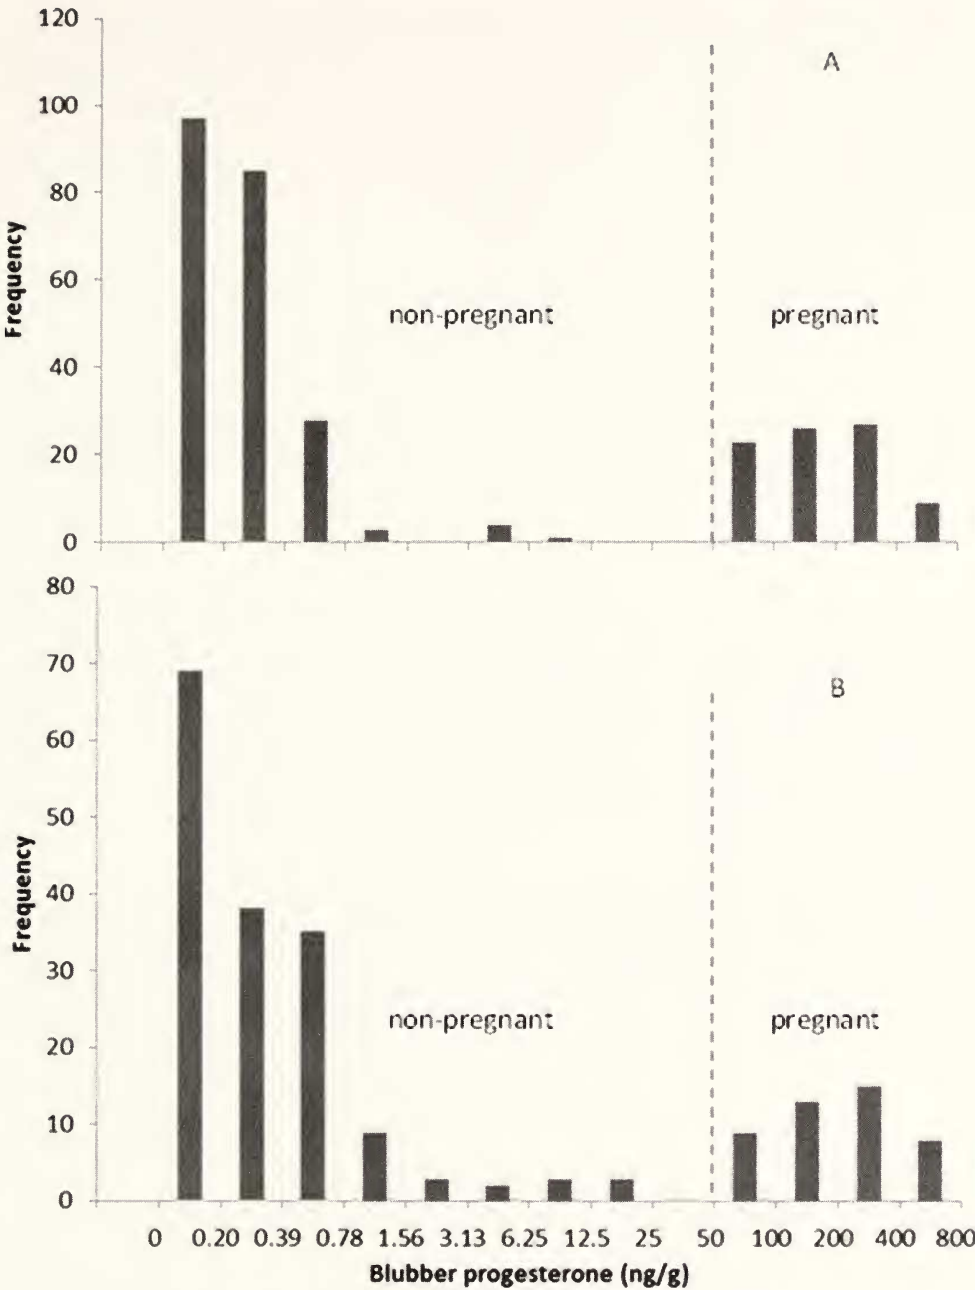 120
A
100
80
60
non-pregnant
pregnant
40
20
0
Frequency
80
70
B
60
50
40
30
non-pregnant
pregnant
20
10
0
Frequency
0 0.20 0.39 0.78 1.56 3.13 6.25 12.5 25 50 100 200 400 800
Blubber progesterone (ng/g)